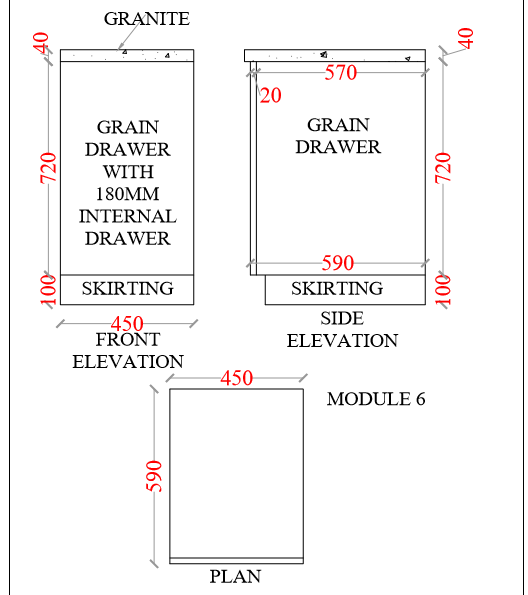 GRANITE
40
40
570
20
GRAIN
DRAWER
WITH
180MM
INTERNAL
DRAWER
GRAIN
DRAWER
720
720
590
100
SKIRTING
SKIRTING
100
450
FRONT
ELEVATION
SIDE
ELEVATION
450
MODULE 6
590
PLAN